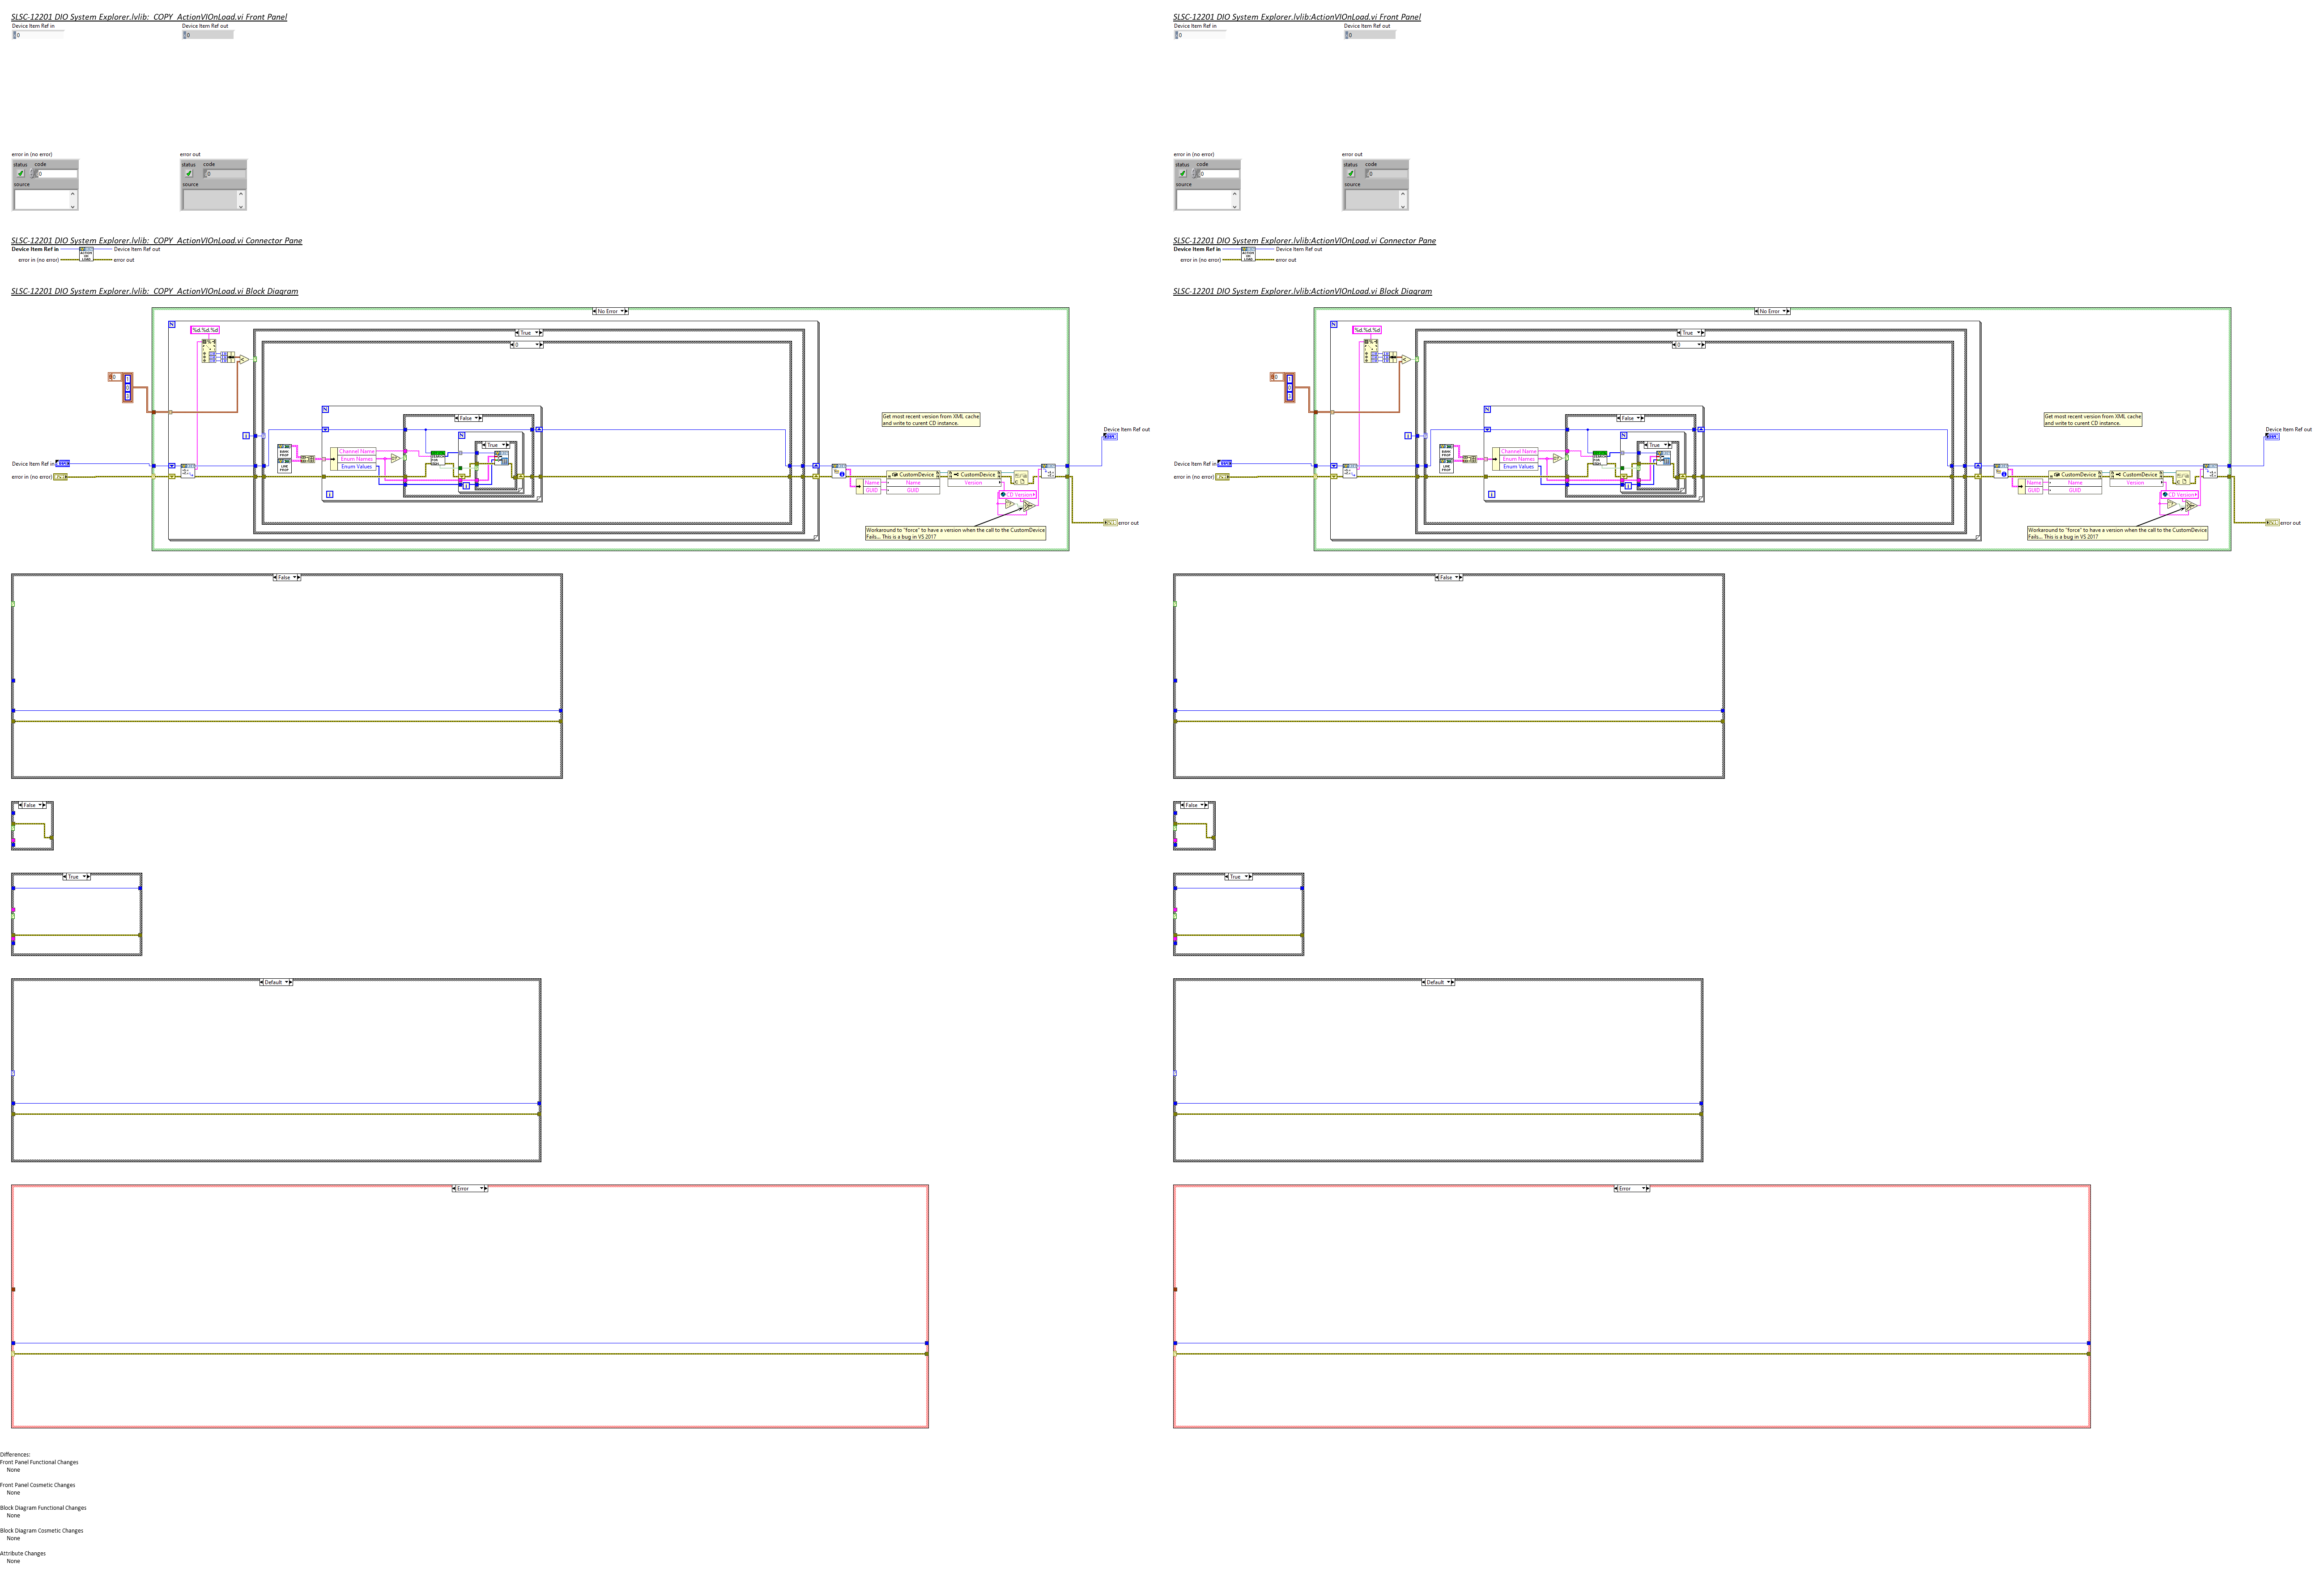 SLSC-12201 DIO System Explorer.lvlib:_COPY_ActionVIOnLoad.vi Front Panel
Device Item Ref in
Device Item Ref out
0
0
error in (no error)
error out
status code
status code
0
0
source
source
SLSC-12201 DIO System Explorer.lvlib:_COPY_ActionVIOnLoad.vi Connector Pane
Device Item Ref in
Device Item Ref out
error in (no error)
error out
SLSC-12201 DIO System Explorer.lvlib:_COPY_ActionVIOnLoad.vi Block Diagram
No Error
N
%d.%d.%d
True
0
0
N
False
Get most recent version from XML cache
and write to curent CD instance.
Device Item Ref out
i
N
True
Channel Name
Enum Names
Enum Values
Device Item Ref in
error in (no error)
CustomDevice
CustomDevice
Name
Name
Version
GUID
GUID
i
i
CD Version
error out
Workaround to "force" to have a version when the call to the CustomDevice
Fails... This is a bug in VS 2017
False
False
True
Default
Error
Differences:
Front Panel Functional Changes
None
Front Panel Cosmetic Changes
None
Block Diagram Functional Changes
None
Block Diagram Cosmetic Changes
None
Attribute Changes
None
SLSC-12201 DIO System Explorer.lvlib:ActionVIOnLoad.vi Front Panel
Device Item Ref in
Device Item Ref out
0
0
error in (no error)
error out
status code
status code
0
0
source
source
SLSC-12201 DIO System Explorer.lvlib:ActionVIOnLoad.vi Connector Pane
Device Item Ref in
Device Item Ref out
error in (no error)
error out
SLSC-12201 DIO System Explorer.lvlib:ActionVIOnLoad.vi Block Diagram
No Error
N
%d.%d.%d
True
0
0
N
False
Get most recent version from XML cache
and write to curent CD instance.
Device Item Ref out
i
N
True
Channel Name
Enum Names
Enum Values
Device Item Ref in
error in (no error)
CustomDevice
CustomDevice
Name
Name
Version
GUID
GUID
i
i
CD Version
error out
Workaround to "force" to have a version when the call to the CustomDevice
Fails... This is a bug in VS 2017
False
False
True
Default
Error